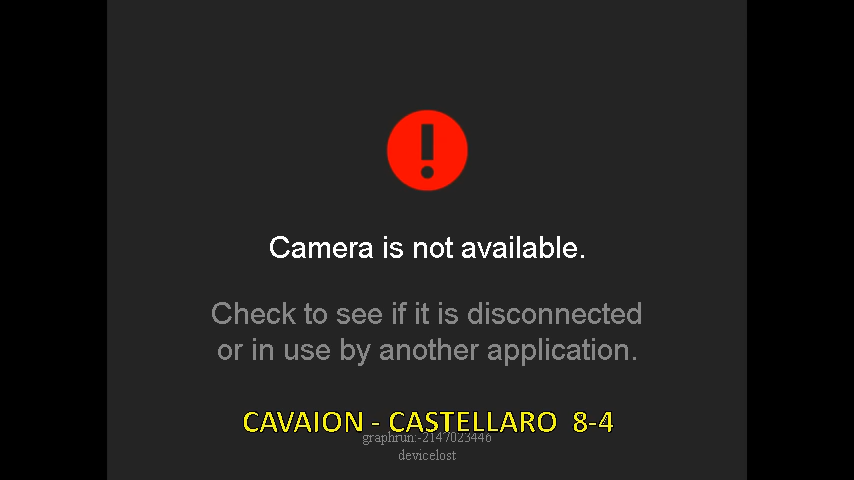 Camera is not available.
Check to see if it is disconnected
or in use by another application.
CAVAION - CASTELLARO 8-4
graphrun:-2147023446
devicelost